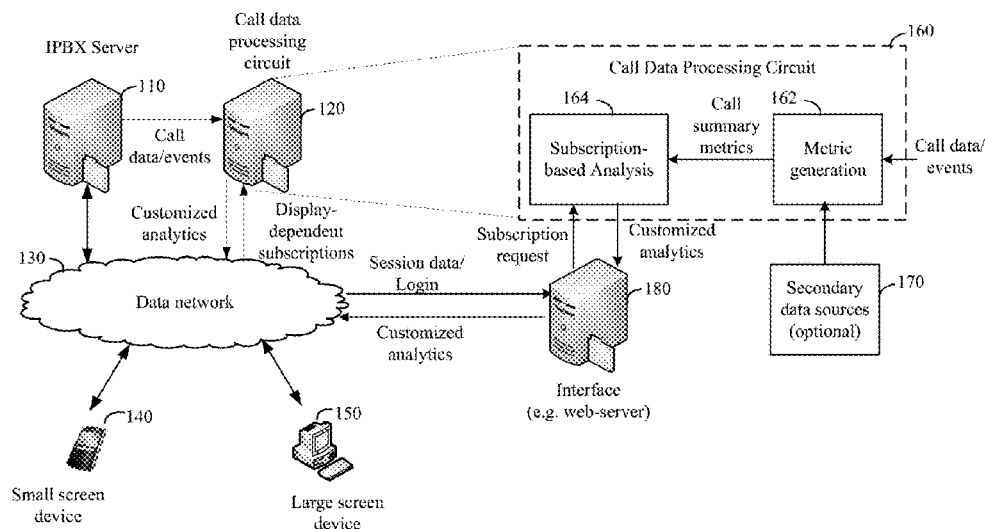 IPBX Server
110
Call data
processing
circuit
120
Call
data/events
160
Call Data Processing Circuit
164
Subscription-
based Analysis
Call
summary
metrics
162
Metric
generation
Call data/
events
Customized
analytics
Display-
dependent
subscriptions
Subscription
request
Customized
analytics
130
Data network
Session data/
Login
Customized
analytics
180
Interface
(e.g. web-server)
Secondary
data sources
(optional)
170
140
Small screen
device
150
Large screen
device